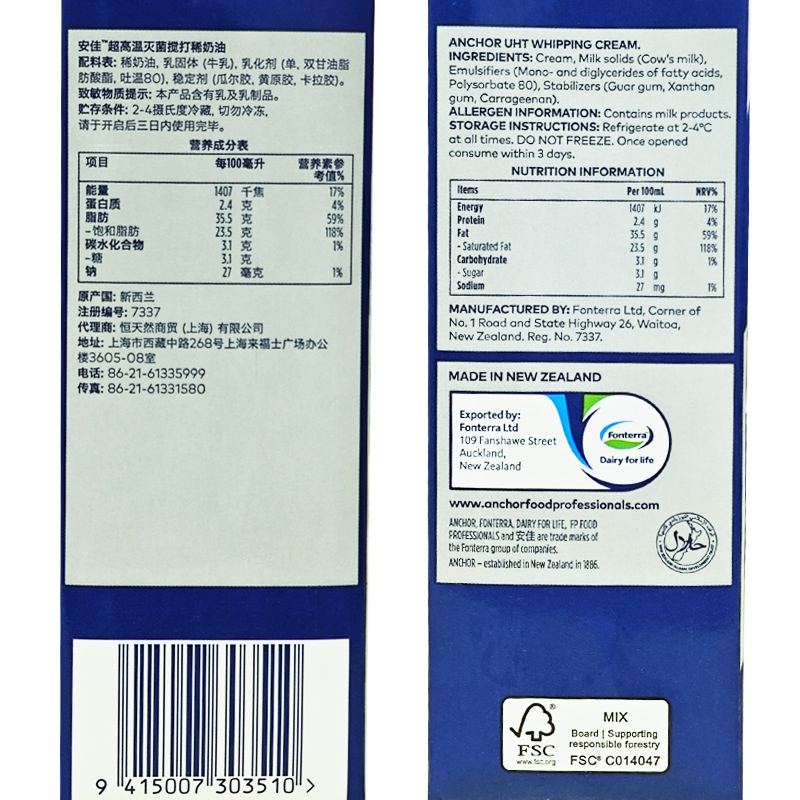 安佳™超高温灭菌搅打稀奶油
配料表: 稀奶油, 乳固体 (牛乳), 乳化剂 (单, 双甘油脂
肪酸酯, 吐温80), 稳定剂 (瓜尔胶, 黄原胶, 卡拉胶)。
致敏物质提示: 本产品含有乳及乳制品。
贮存条件: 2-4摄氏度冷藏, 切勿冷冻,
请于开启后三日内使用完毕。
营养成分表
项目 每100毫升 营养素参
考值%
能量 1407 千焦 17%
蛋白质 2.4 克 4%
脂肪 35.5 克 59%
-饱和脂肪 23.5 克 118%
碳水化合物 3.1 克 1%
-糖 3.1 克
钠 27 毫克 1%
原产国: 新西兰
注册编号: 7337
代理商: 恒天然商贸 (上海) 有限公司
地址: 上海市西藏中路268号上海来福士广场办公
楼3605-08室
电话: 86-21-61335999
传真: 86-21-61331580
9 415007 303510 >
ANCHOR UHT WHIPPING CREAM.
INGREDIENTS: Cream, Milk solids (Cow's milk),
Emulsifiers (Mono- and diglycerides of fatty acids,
Polysorbate 80), Stabilizers (Guar gum, Xanthan
gum, Carrageenan).
ALLERGEN INFORMATION: Contains milk products.
STORAGE INSTRUCTIONS: Refrigerate at 2-4°C
at all times. DO NOT FREEZE. Once opened
consume within 3 days.
NUTRITION INFORMATION
Items Per 100mL NRV%
Energy 1407 kJ 17%
Protein 2.4 g 4%
Fat 35.5 g 59%
- Saturated Fat 23.5 g 118%
Carbohydrate 3.1 g 1%
- Sugar 3.1 g
Sodium 27 mg 1%
MANUFACTURED BY: Fonterra Ltd, Corner of
No. 1 Road and State Highway 26, Waitoa,
New Zealand. Reg. No. 7337.
MADE IN NEW ZEALAND
Exported by:
Fonterra Ltd
109 Fanshawe Street
Auckland,
New Zealand
Fonterra
Dairy for life
www.anchorfoodprofessionals.com
ANCHOR, FONTERRA, DAIRY FOR LIFE, FP FOOD
PROFESSIONALS and 安佳 are trade marks of
the Fonterra group of companies.
ANCHOR – established in New Zealand in 1886.
حلال
FSC
www.fsc.org
MIX
Board | Supporting
responsible forestry
FSC® C014047